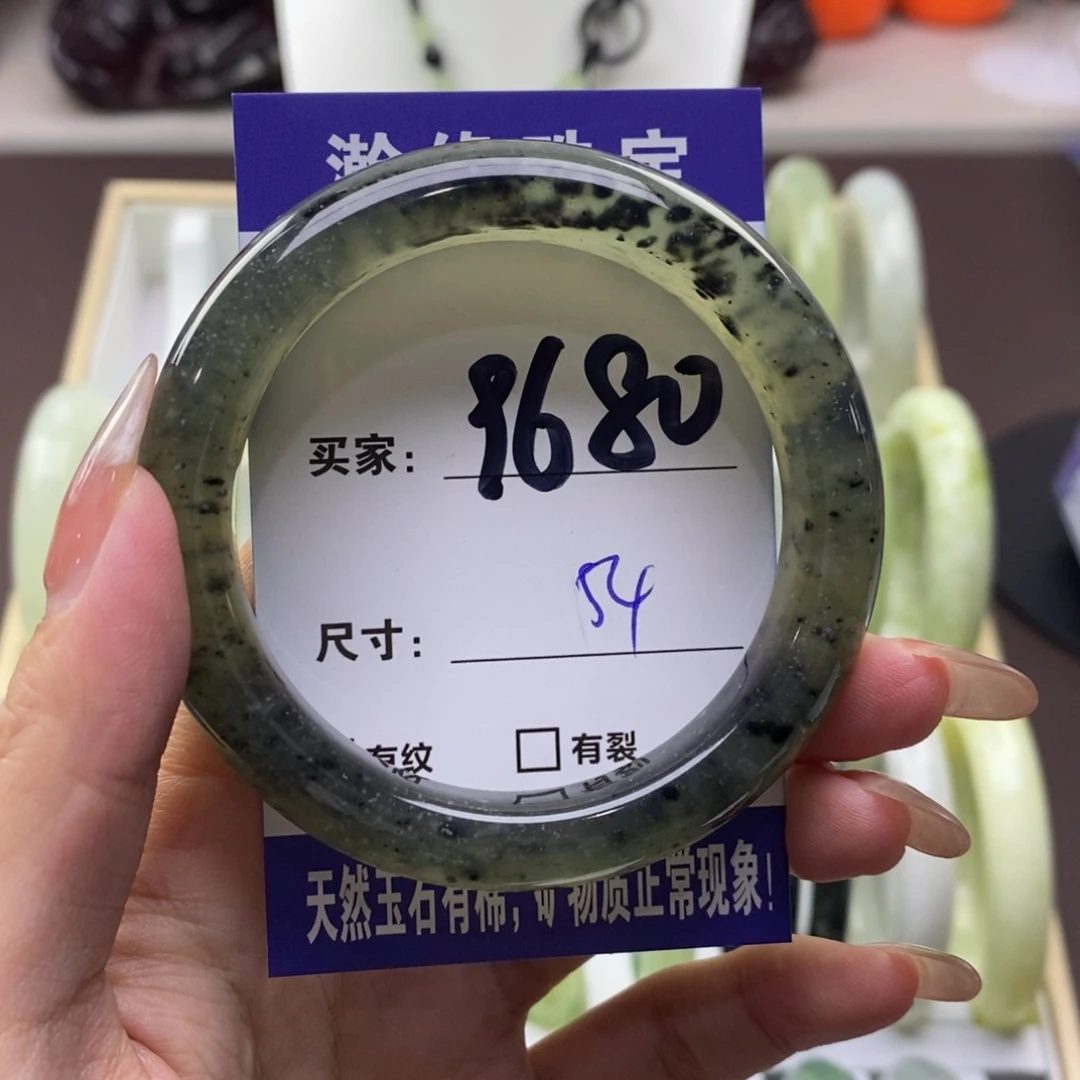 买家： 9680
尺寸： 54
有纹 □ 有裂
天然玉石有棉，矿物质正常现象！